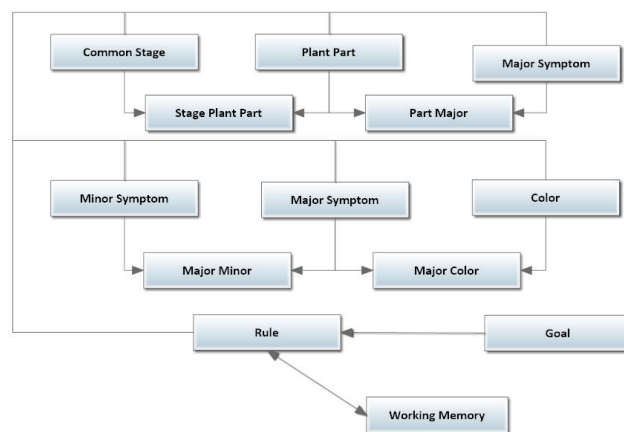 Common Stage
Plant Part
Major Symptom
Stage Plant Part
Part Major
Minor Symptom
Major Symptom
Color
Major Minor
Major Color
Rule
Goal
Working Memory